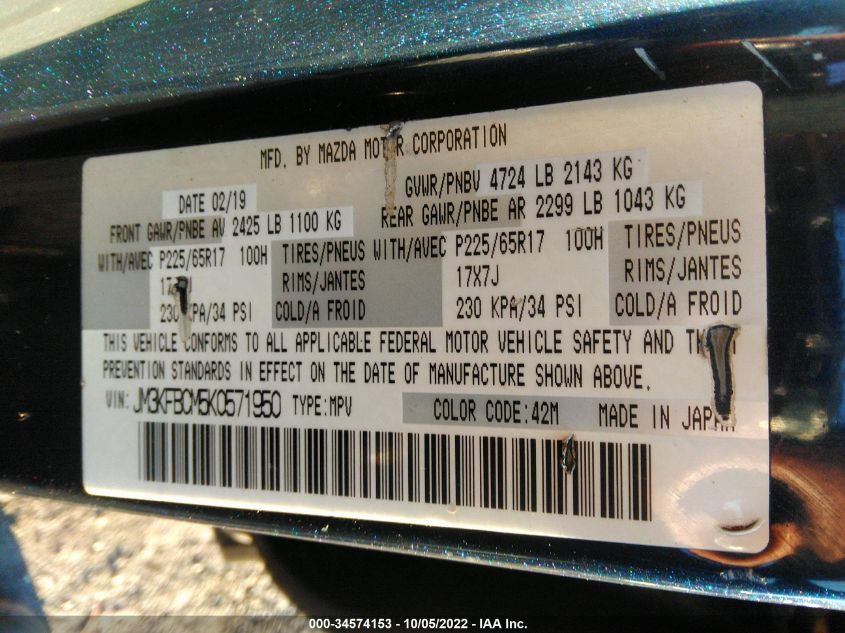 MFD. BY MAZDA MOTOR CORPORATION
DATE 02/19 GVWR/PNBV 4724 LB 2143 KG
FRONT GAWR/PNBE AV 2425 LB 1100 KG REAR GAWR/PNBE AR 2299 LB 1043 KG
WITH/AVEC P225/65R17 100H TIRES/PNEUS WITH/AVEC P225/65R17 100H TIRES/PNEUS
RIMS/JANTES 17X7J RIMS/JANTES
230 KPA/34 PSI COLD/A FROID 230 KPA/34 PSI COLD/A FROID
THIS VEHICLE CONFORMS TO ALL APPLICABLE FEDERAL MOTOR VEHICLE SAFETY AND
PREVENTION STANDARDS IN EFFECT ON THE DATE OF MANUFACTURE SHOWN ABOVE.
VIN: JM3KFBCM5K0571950 TYPE:MPV COLOR CODE:42M MADE IN JAPAN
000-34574153 - 10/05/2022 - IAA Inc.